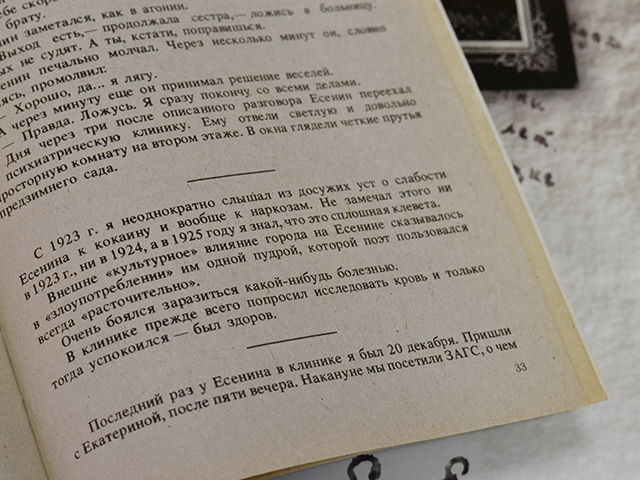 бе скоре
брату.
ин заметался, как в агонии.
Выход есть,— продолжала сестра,— ложись в больницу.
ых не судят. А ты, кстати, поправишься.
енин печально молчал. Через несколько минут он, словно
ясь, промолвил:
— Хорошо, да... я лягу.
А через минуту еще он принимал решение веселей.
— Правда. Ложусь. Я сразу покончу со всеми делами.
Дня через три после описанного разговора Есенин переехал
психиатрическую клинику. Ему отвели светлую и довольно
просторную комнату на втором этаже. В окна глядели четкие прутья
предзимнего сада.
С 1923 г. я неоднократно слышал из досужих уст о слабости
Есенина к кокаину и вообще к наркозам. Не замечал этого ни
в 1923 г., ни в 1924, а в 1925 году я знал, что это сплошная клевета.
Внешне «культурное» влияние города на Есенине сказывалось
в «злоупотреблении» им одной пудрой, которой поэт пользовался
всегда «расточительно».
Очень боялся заразиться какой-нибудь болезнью.
В клинике прежде всего попросил исследовать кровь и только
тогда успокоился — был здоров.
Последний раз у Есенина в клинике я был 20 декабря. Пришли
с Екатериной, после пяти вечера. Накануне мы посетили ЗАГС, о чем
33